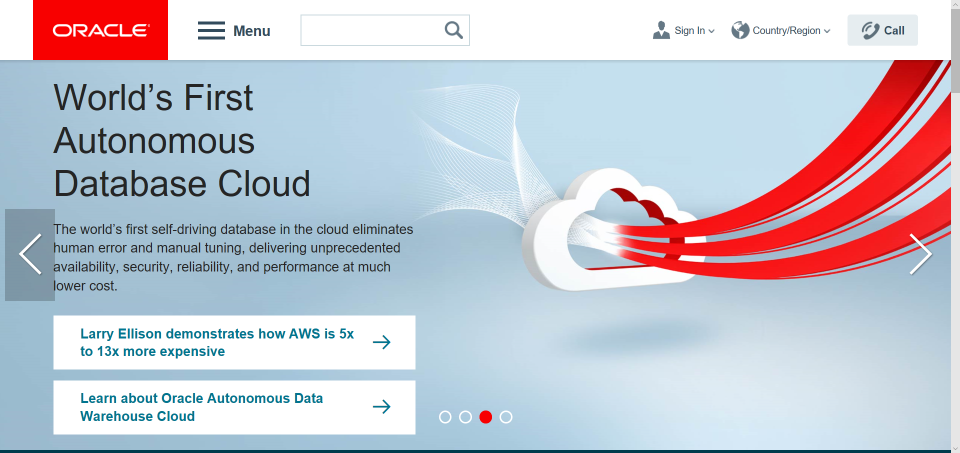 ORACLE
Menu
Sign In
Country/Region
Call
World's First
Autonomous
Database Cloud
The world's first self-driving database in the cloud eliminates
human error and manual tuning, delivering unprecedented
availability, security, reliability, and performance at much
lower cost.
Larry Ellison demonstrates how AWS is 5x
to 13x more expensive
Learn about Oracle Autonomous Data
Warehouse Cloud